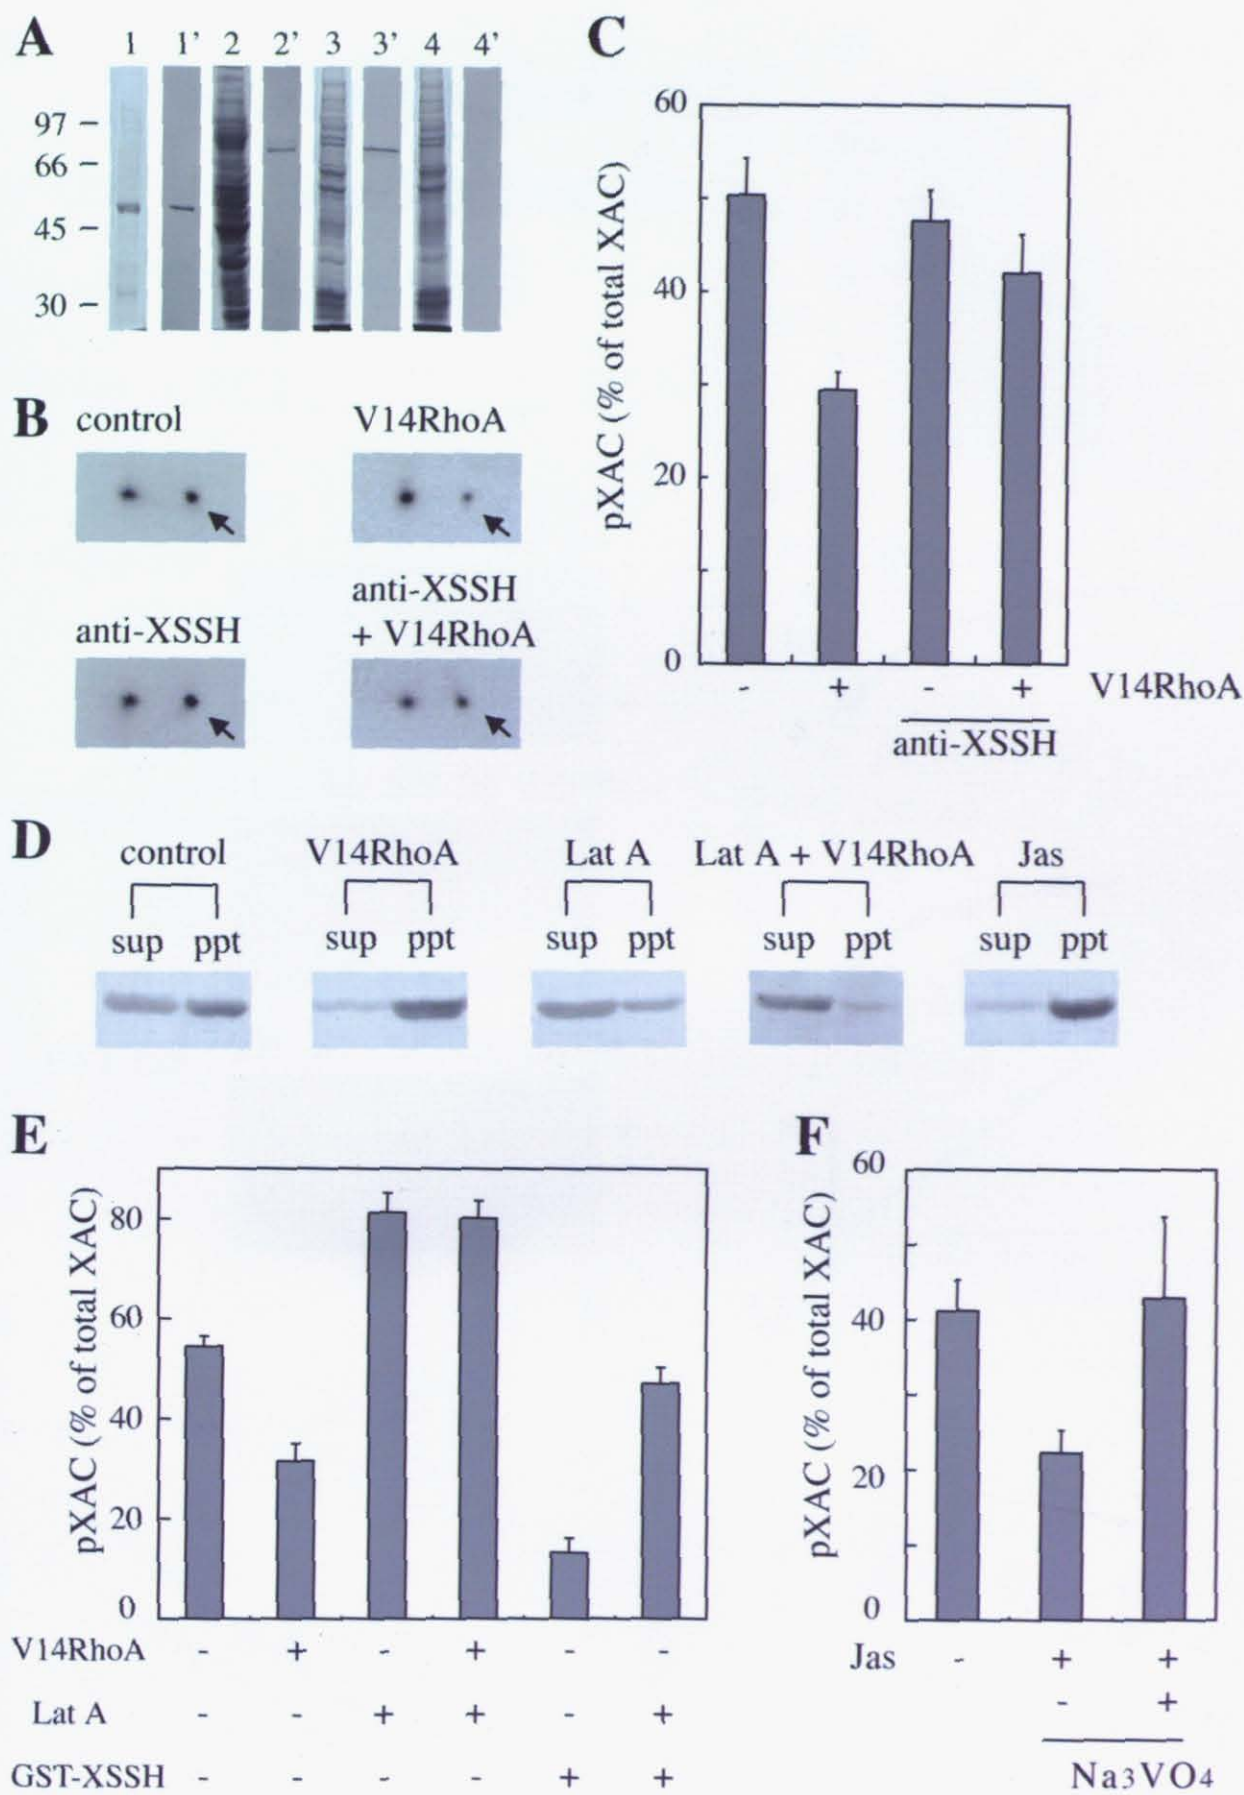 A
1 1' 2 2' 3 3' 4 4'
97
66
45
30
B
control V14RhoA
anti-XSSH
anti-XSSH + V14RhoA
C
60
40
20
0
pXAC (% of total XAC)
- + - + V14RhoA
anti-XSSH
D
control V14RhoA Lat A Lat A + V14RhoA Jas
sup ppt sup ppt sup ppt sup ppt sup ppt
E
80
60
40
20
0
pXAC (% of total XAC)
V14RhoA - + - + - -
Lat A - - + + - +
GST-XSSH - - - - + +
F
60
40
20
0
pXAC (% of total XAC)
Jas - + +
- +
Na3VO4